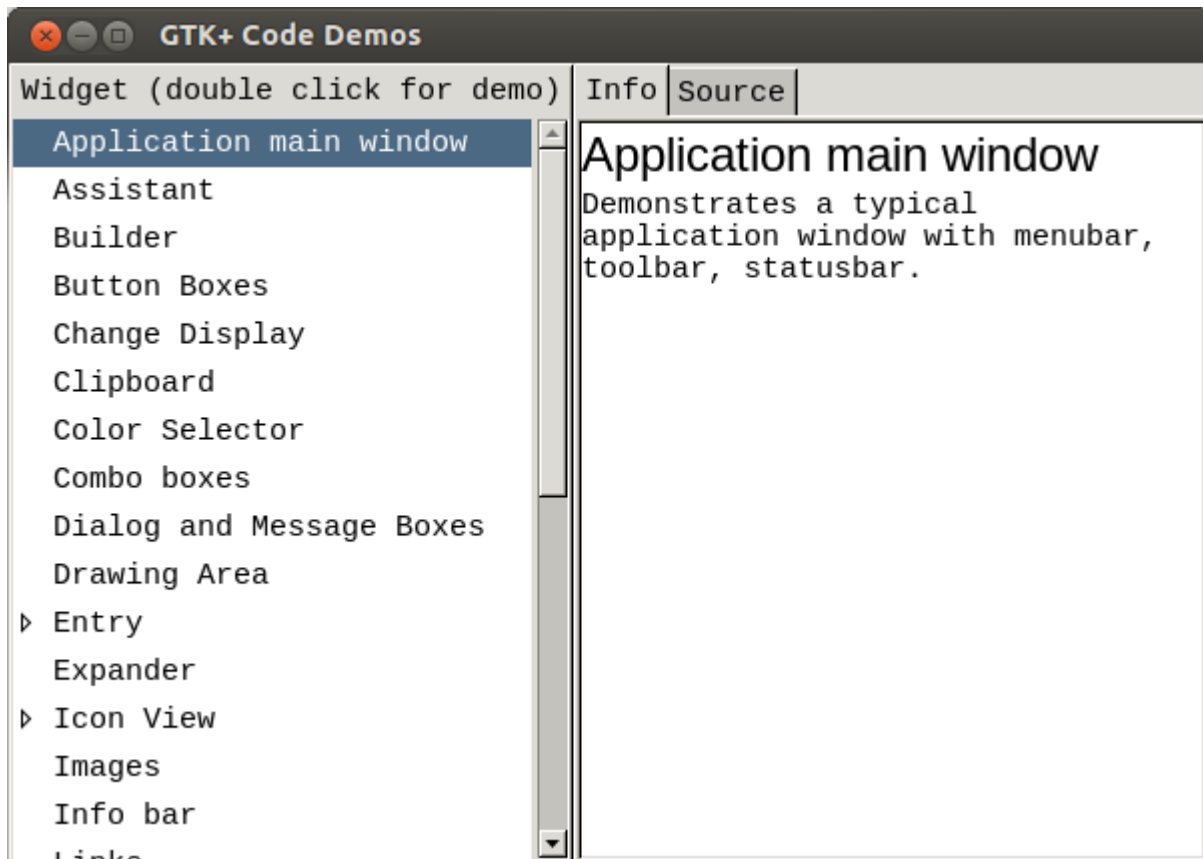 GTK+ Code Demos
Widget (double click for demo)
Info Source
Application main window
Assistant
Builder
Button Boxes
Change Display
Clipboard
Color Selector
Combo boxes
Dialog and Message Boxes
Drawing Area
Entry
Expander
Icon View
Images
Info bar
Links
Application main window
Demonstrates a typical
application window with menubar,
toolbar, statusbar.